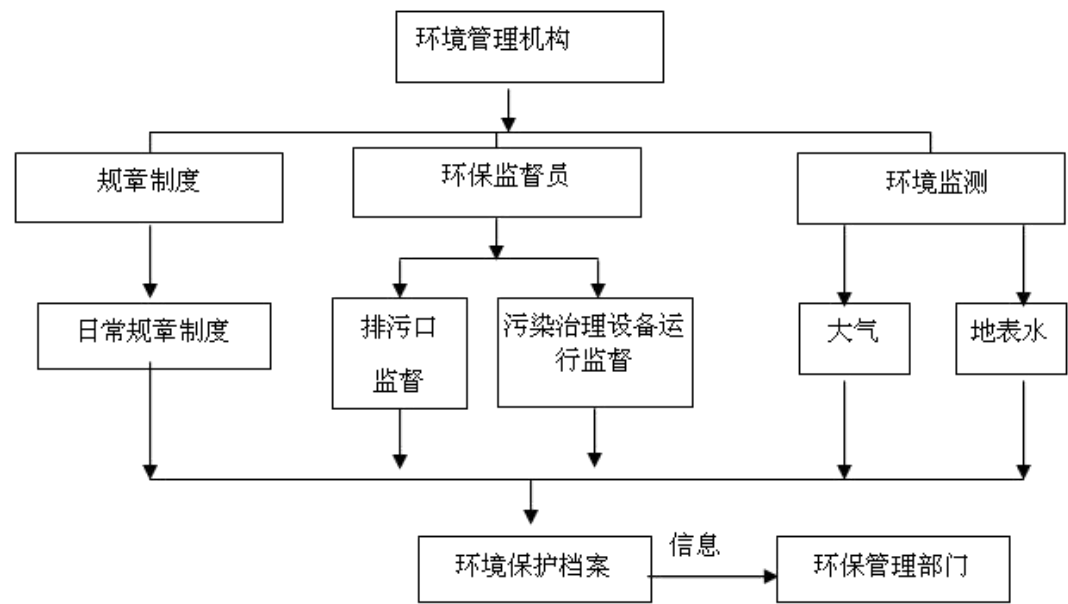 环境管理机构
规章制度
环保监督员
环境监测
日常规章制度
排污口
监督
污染治理设备运
行监督
大气
地表水
环境保护档案
信息
环保管理部门